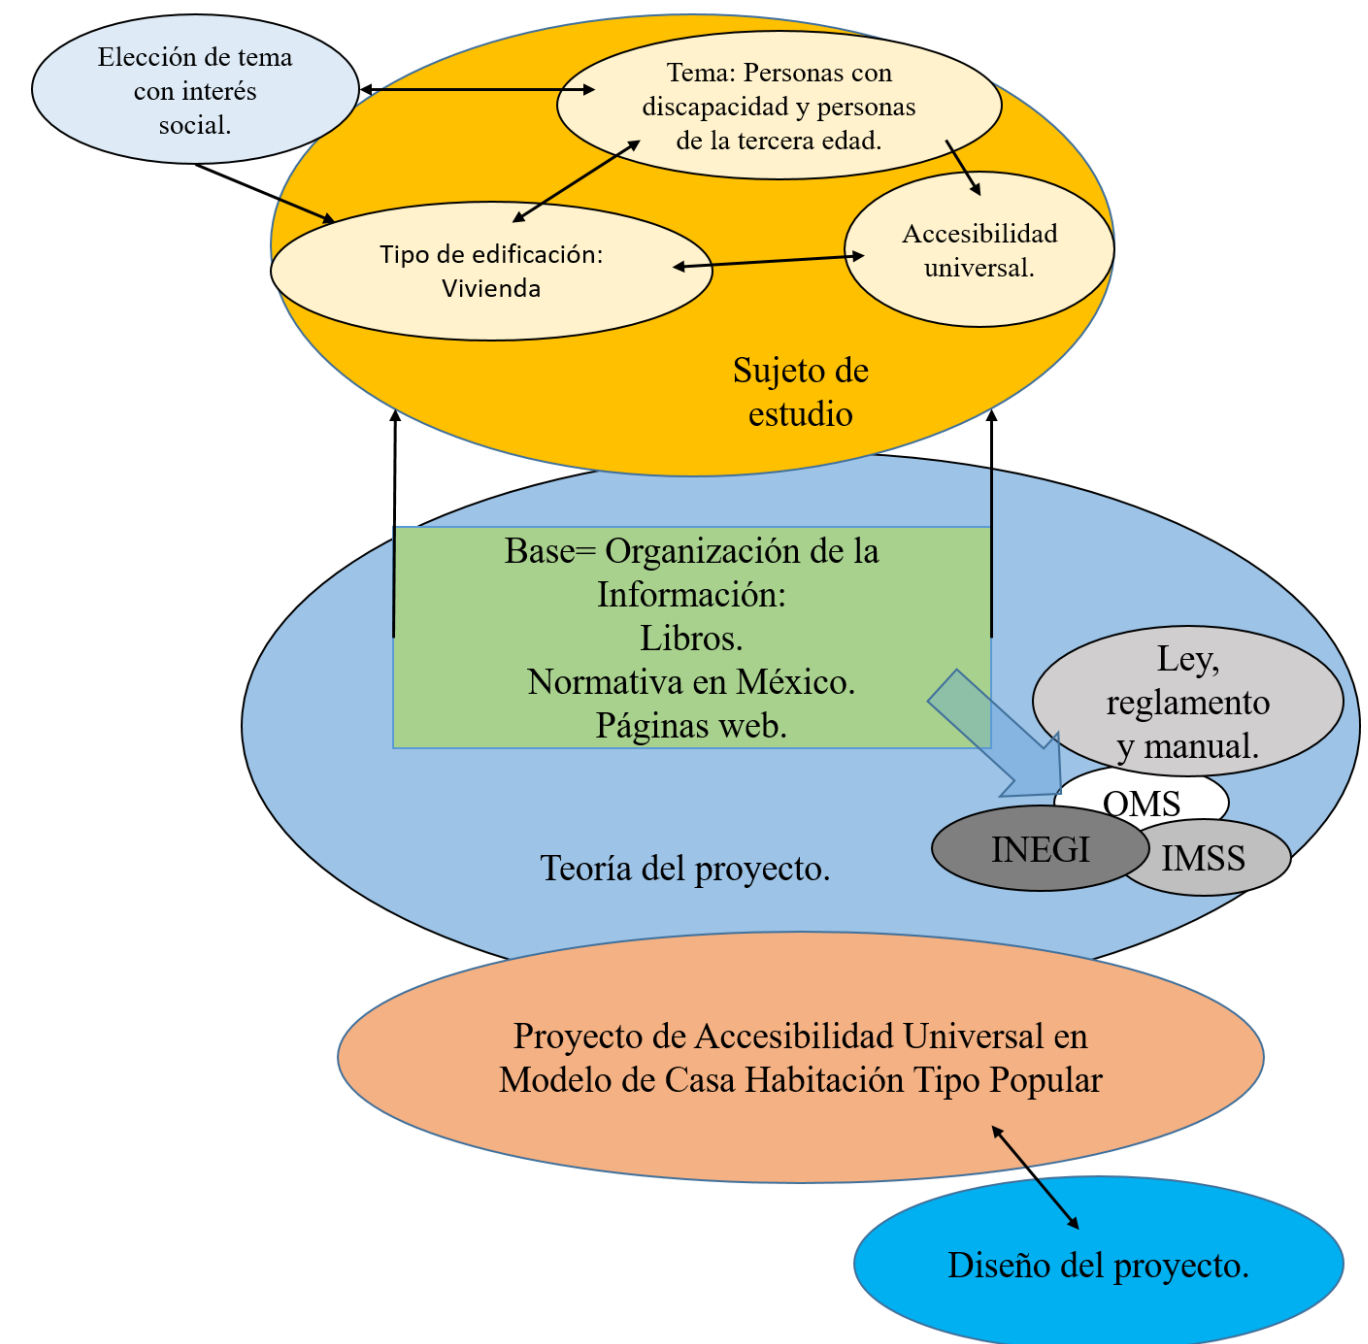 Elección de tema
con interés
social.
Tema: Personas con
discapacidad y personas
de la tercera edad.
Tipo de edificación:
Vivienda
Accesibilidad
universal.
Sujeto de
estudio
Base= Organización de la
Información:
Libros.
Normativa en México.
Páginas web.
Ley,
reglamento
y manual.
OMS
INEGI
IMSS
Teoría del proyecto.
Proyecto de Accesibilidad Universal en
Modelo de Casa Habitación Tipo Popular
Diseño del proyecto.